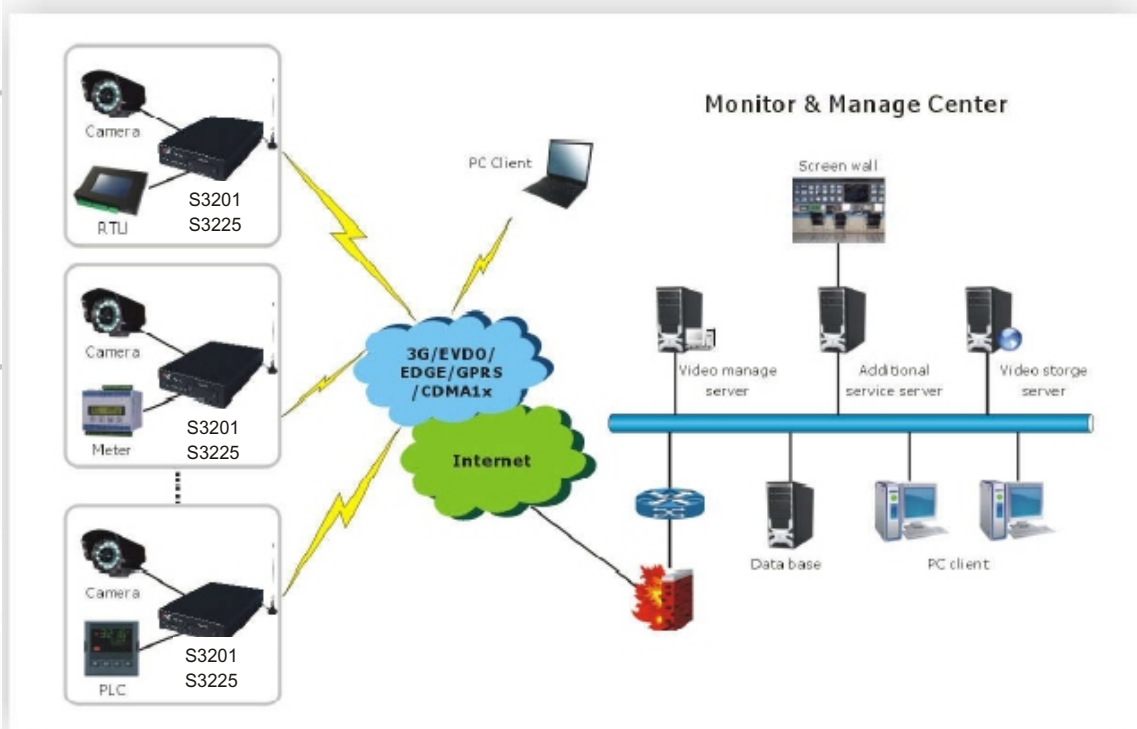 Camera
RTU
S3201
S3225
Camera
Meter
S3201
S3225
Camera
PLC
S3201
S3225
PC Client
3G/EVDO/
EDGE/GPRS
/CDMA1x
Internet
Monitor & Manage Center
Screen wall
Video manage
server
Additional
service server
Video storge
server
Data base
PC client